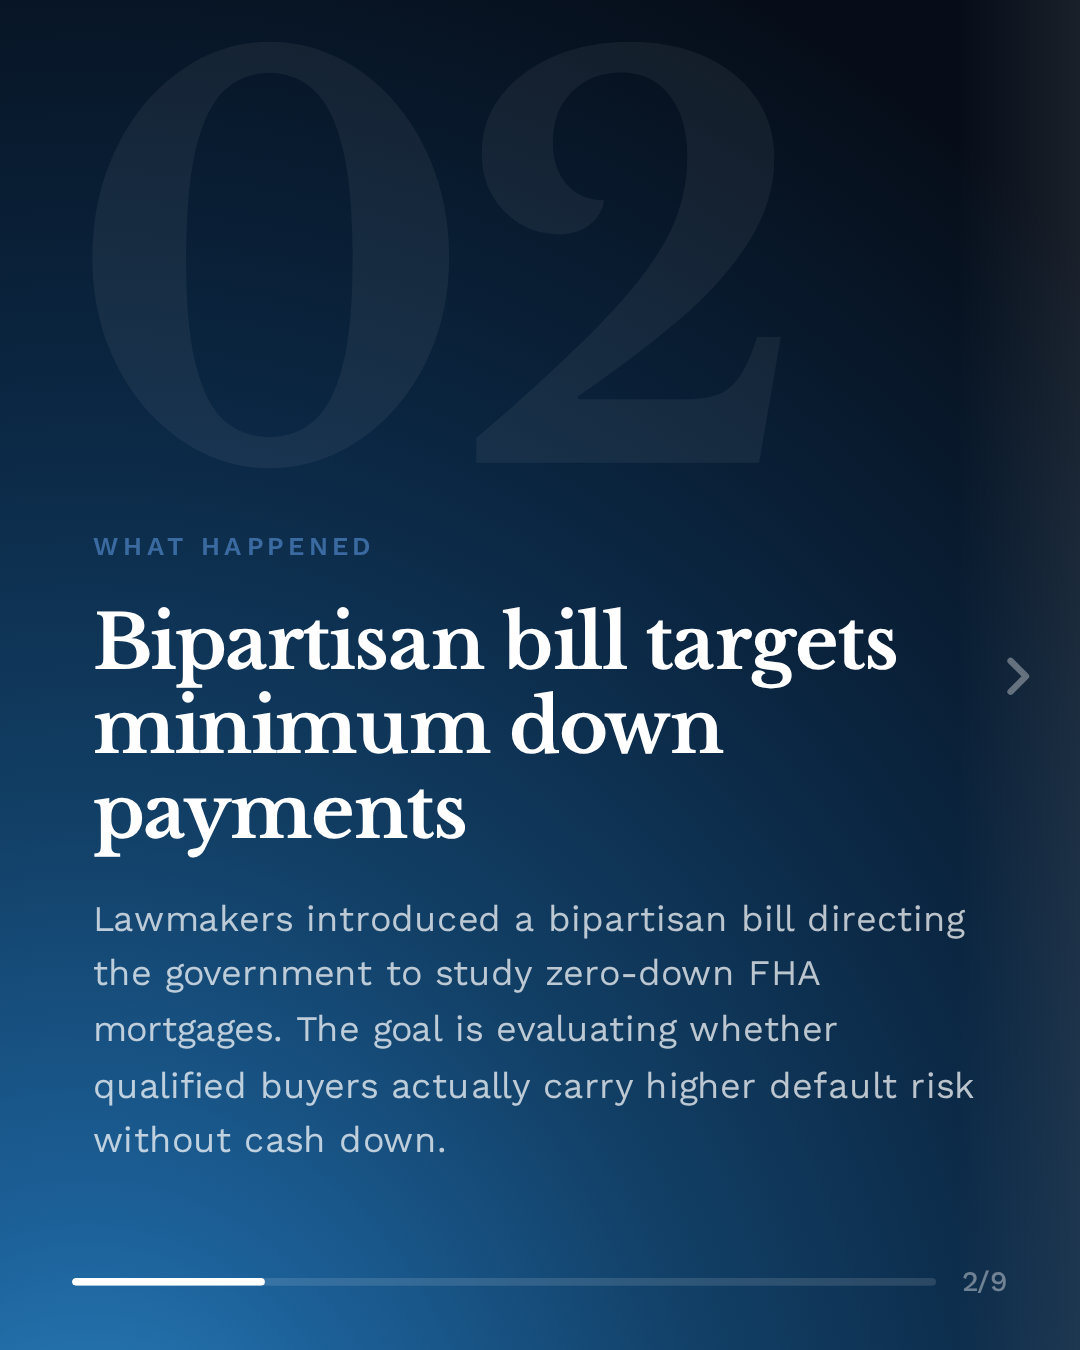 02
WHAT HAPPENED
Bipartisan bill targets
minimum down
payments
Lawmakers introduced a bipartisan bill directing
the government to study zero-down FHA
mortgages. The goal is evaluating whether
qualified buyers actually carry higher default risk
without cash down.
2/9